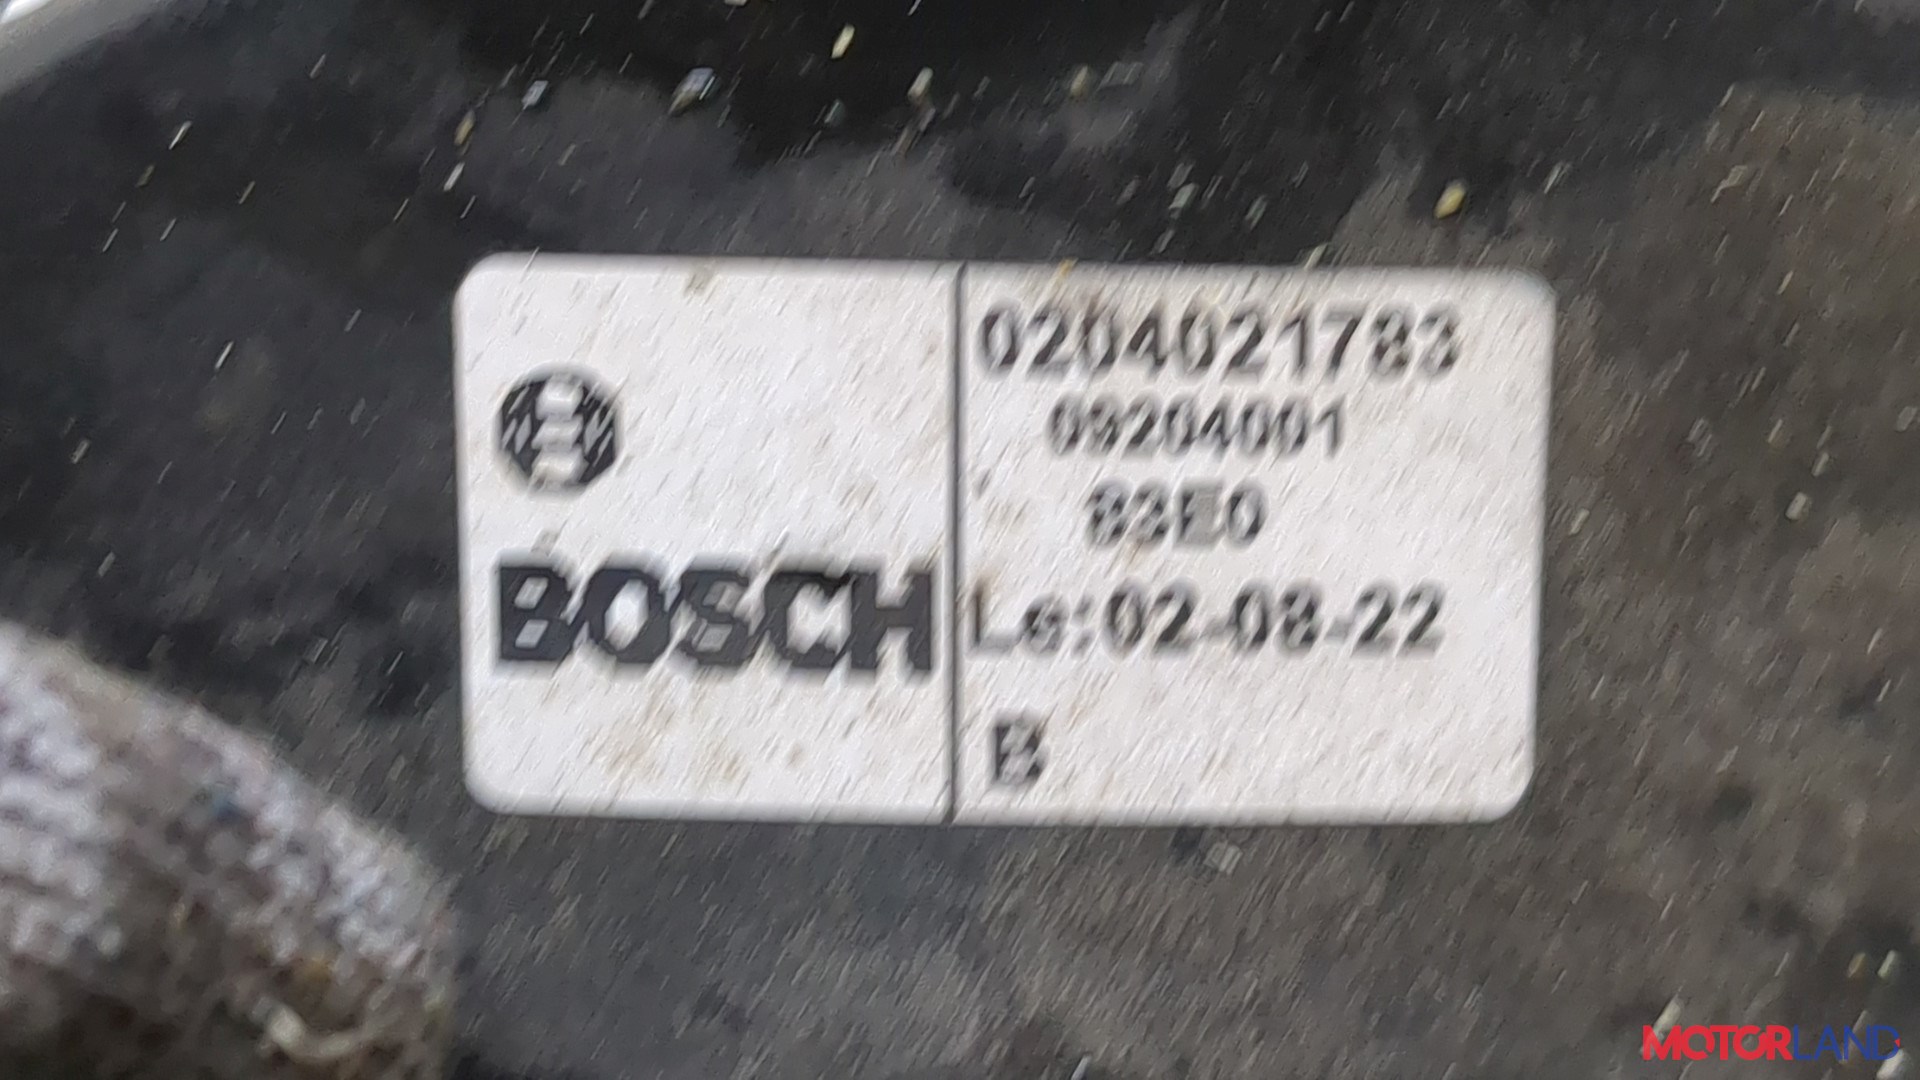 BOSCH
0204021783
09204001
83E0
Le:02-08-22
B
MOTORLAND